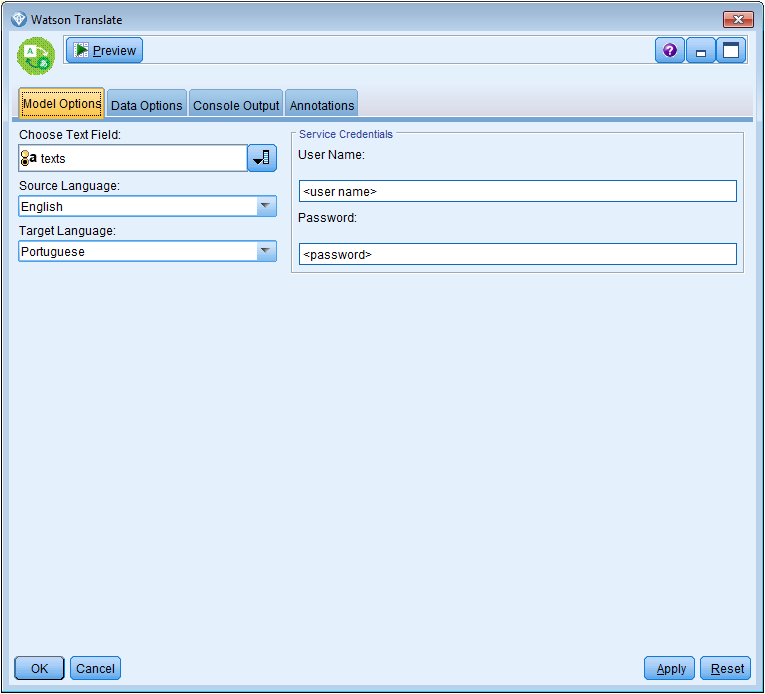 Watson Translate
Preview
?
Model Options Data Options Console Output Annotations
Choose Text Field:
a texts
Source Language:
English
Target Language:
Portuguese
Service Credentials
User Name:
<user name>
Password:
<password>
OK Cancel Apply Reset